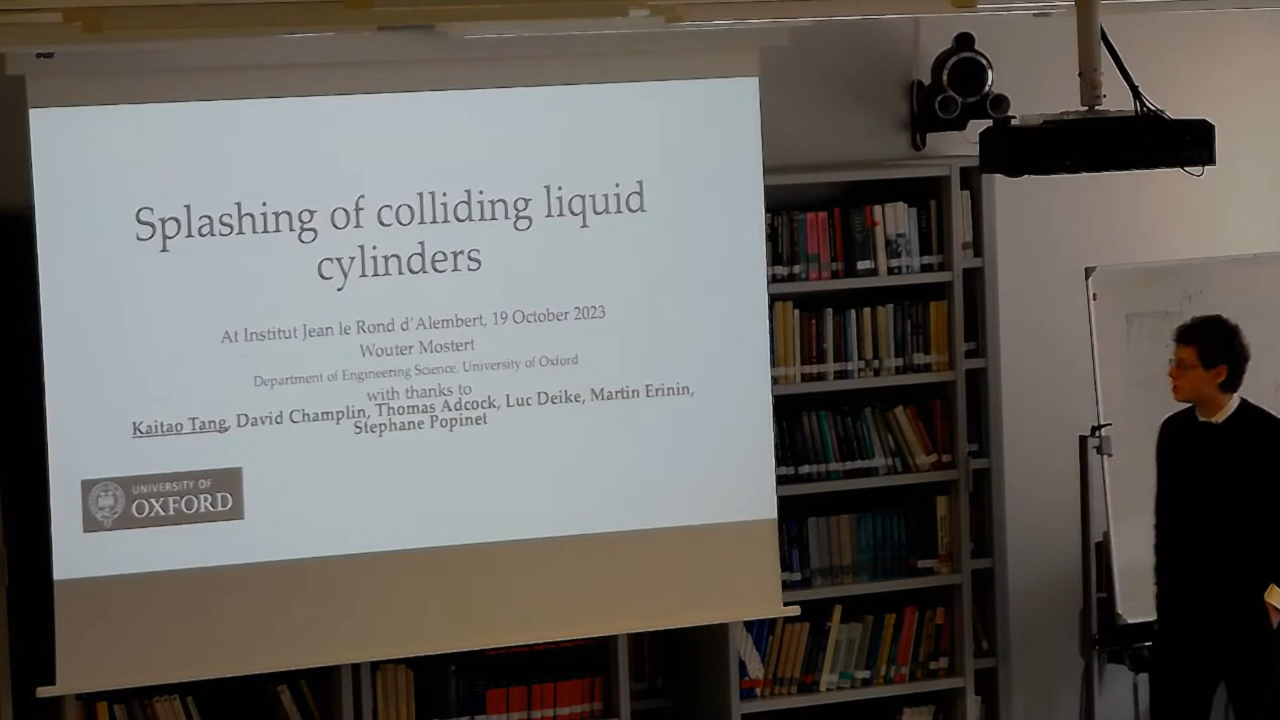 Splashing of colliding liquid
cylinders
At Institut Jean le Rond d'Alembert, 19 October 2023
Wouter Mostert
Department of Engineering Science, University of Oxford
with thanks to
Kaitao Tang, David Champlin, Thomas Adcock, Luc Deike, Martin Erinin,
Stephane Popinet
UNIVERSITY OF
OXFORD